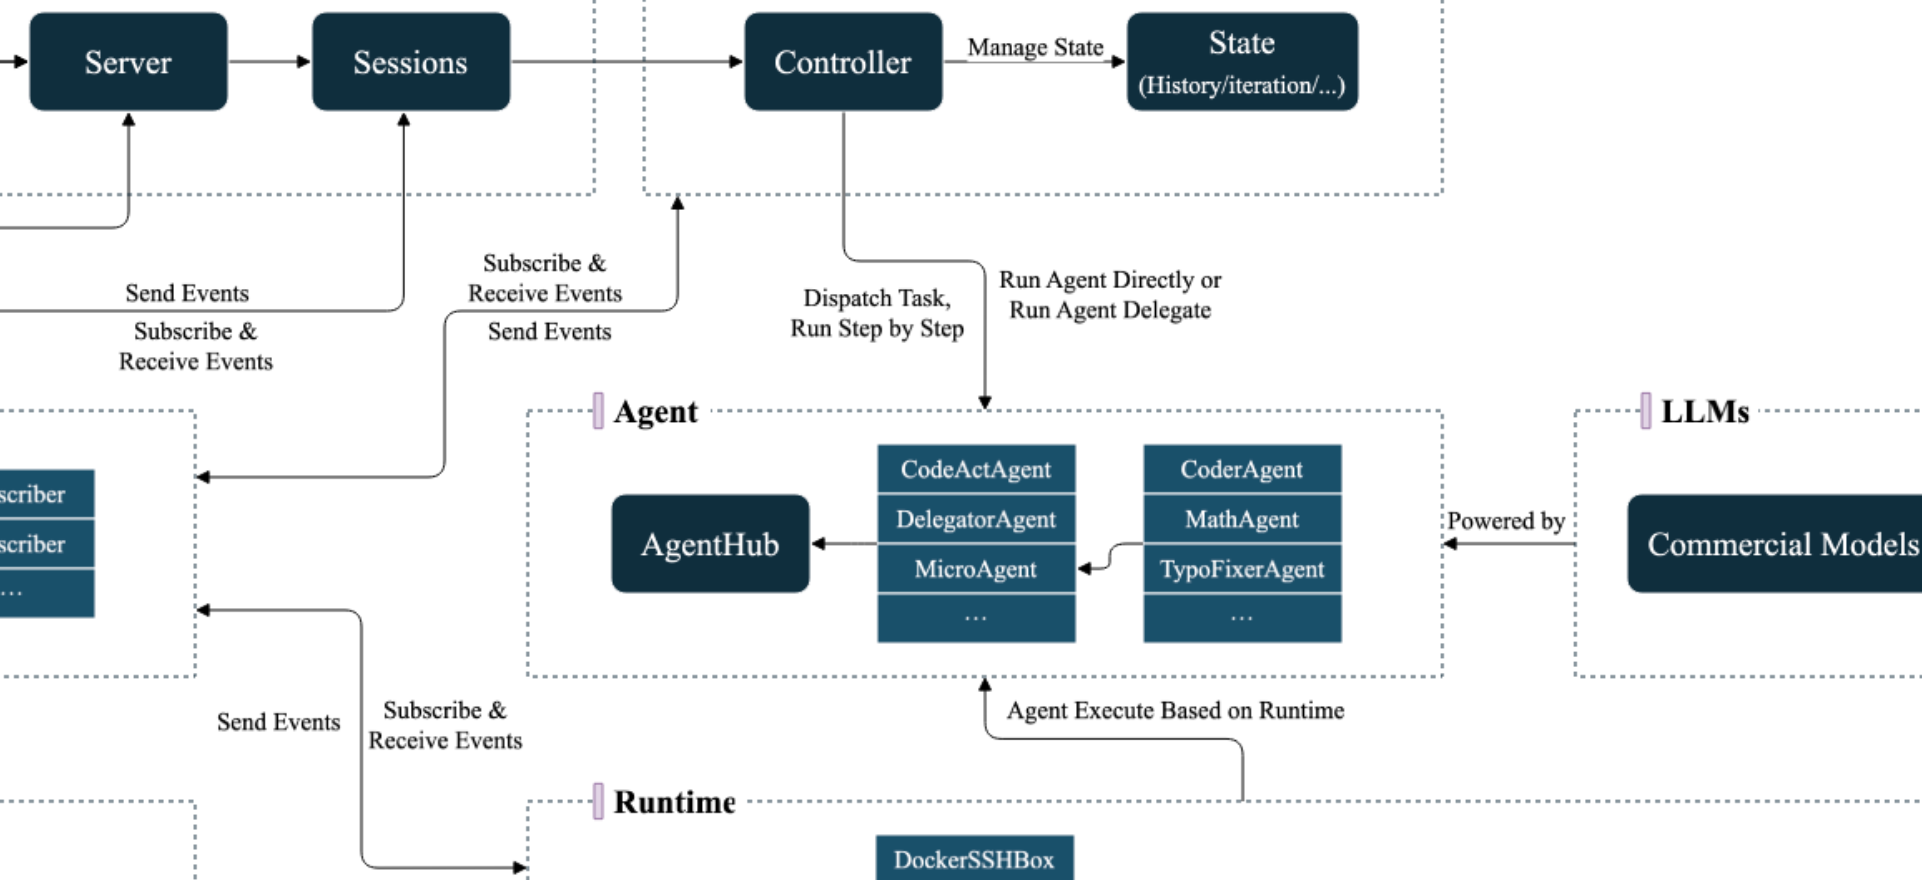 Server
Sessions
Controller
Manage State
State
(History/iteration/...)
Send Events
Subscribe &
Receive Events
Subscribe &
Receive Events
Send Events
Dispatch Task,
Run Step by Step
Run Agent Directly or
Run Agent Delegate
scriber
scriber
...
Agent
AgentHub
CodeActAgent
DelegatorAgent
MicroAgent
...
CoderAgent
MathAgent
TypoFixerAgent
...
Powered by
LLMs
Commercial Models
Send Events
Subscribe &
Receive Events
Agent Execute Based on Runtime
Runtime
DockerSSHBox